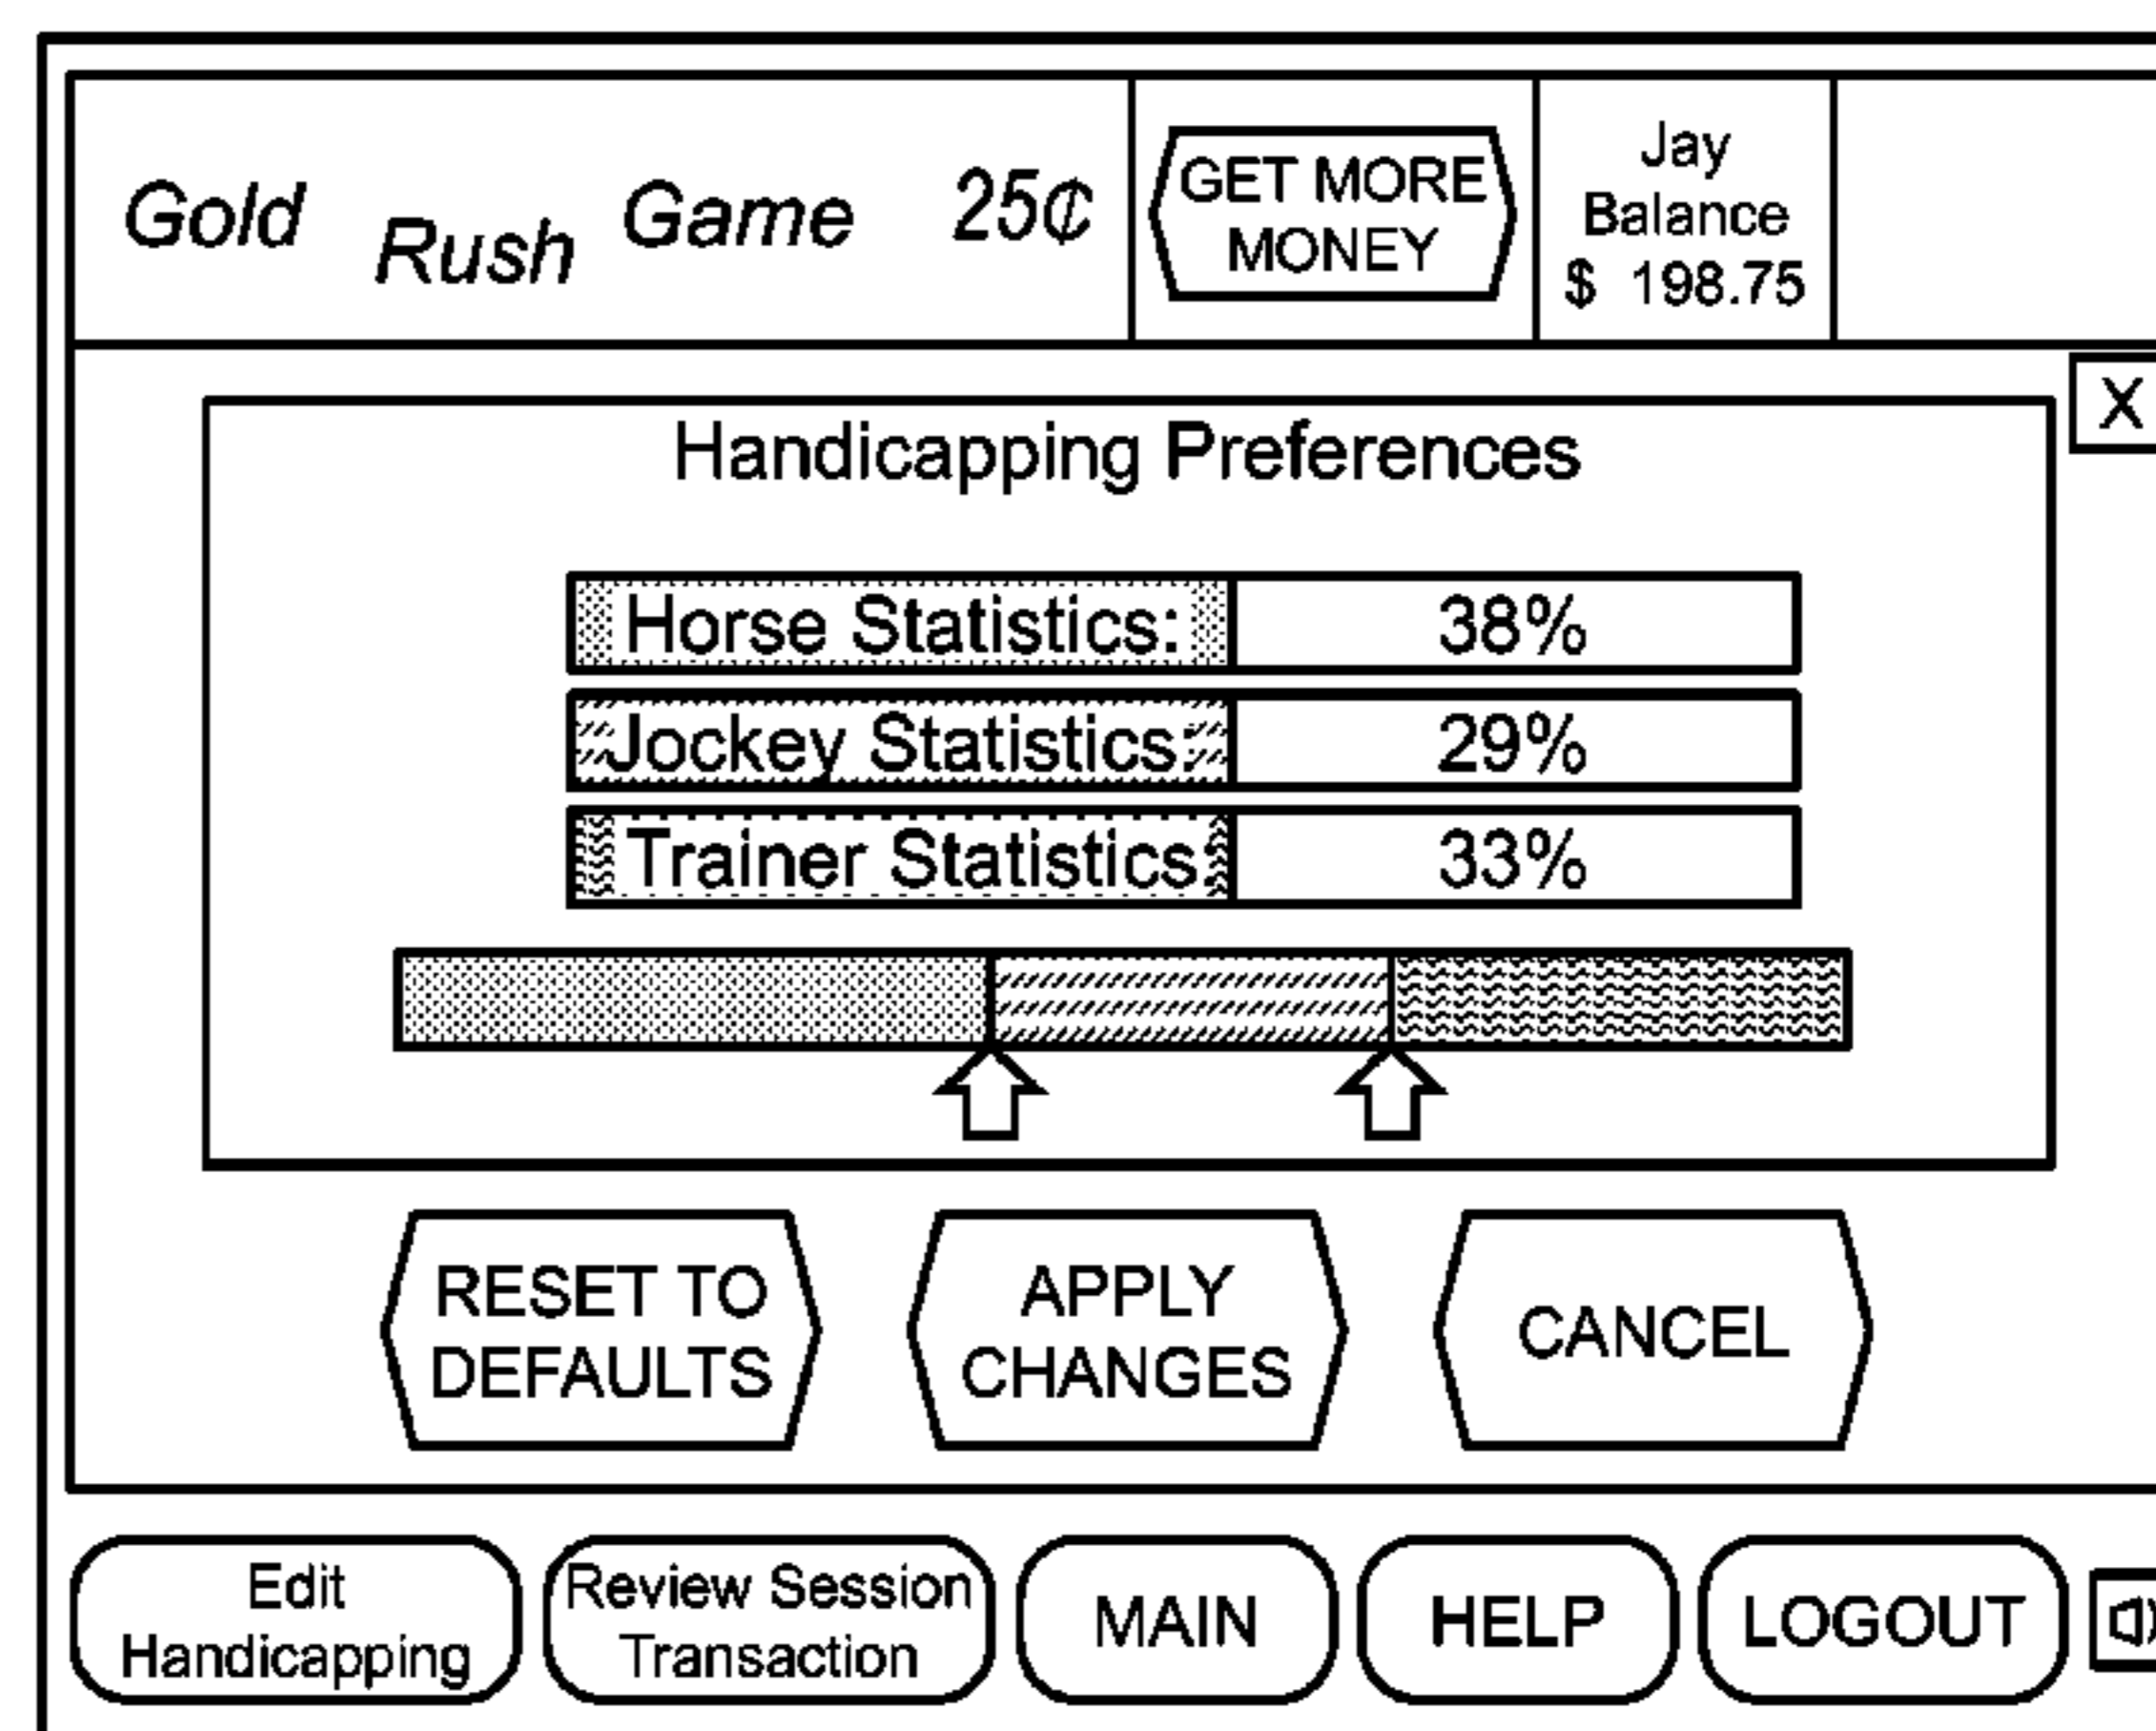 Gold Rush Game 25¢
GET MORE
MONEY
Jay
Balance
$ 198.75
X
Handicapping Preferences
Horse Statistics: 38%
Jockey Statistics: 29%
Trainer Statistics: 33%
RESET TO
DEFAULTS
APPLY
CHANGES
CANCEL
Edit
Handicapping
Review Session
Transaction
MAIN
HELP
LOGOUT